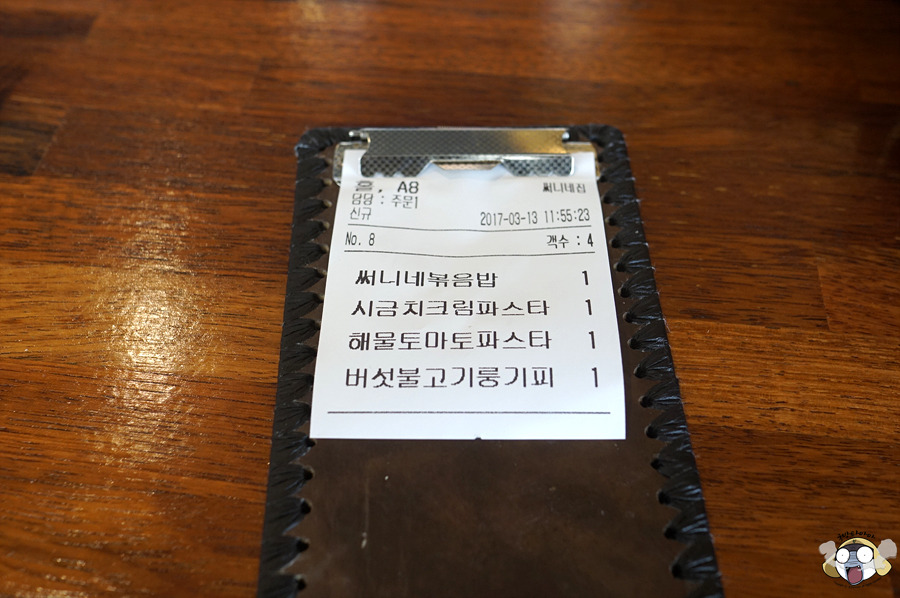 홀, A8 써니네집
담당 : 주문1
신규 2017-03-13 11:55:23
No. 8 객수 : 4
써니네볶음밥 1
시금치크림파스타 1
해물토마토파스타 1
버섯불고기룽기피 1